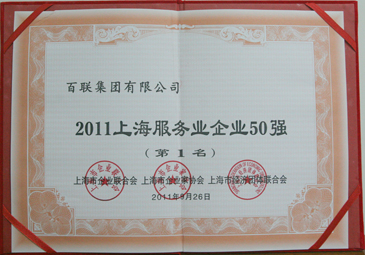 百联集团有限公司
2011上海服务业企业50强
(第1名)
上海市企业联合会 上海市企业家协会 上海市经济团体联合会
2011年9月26日